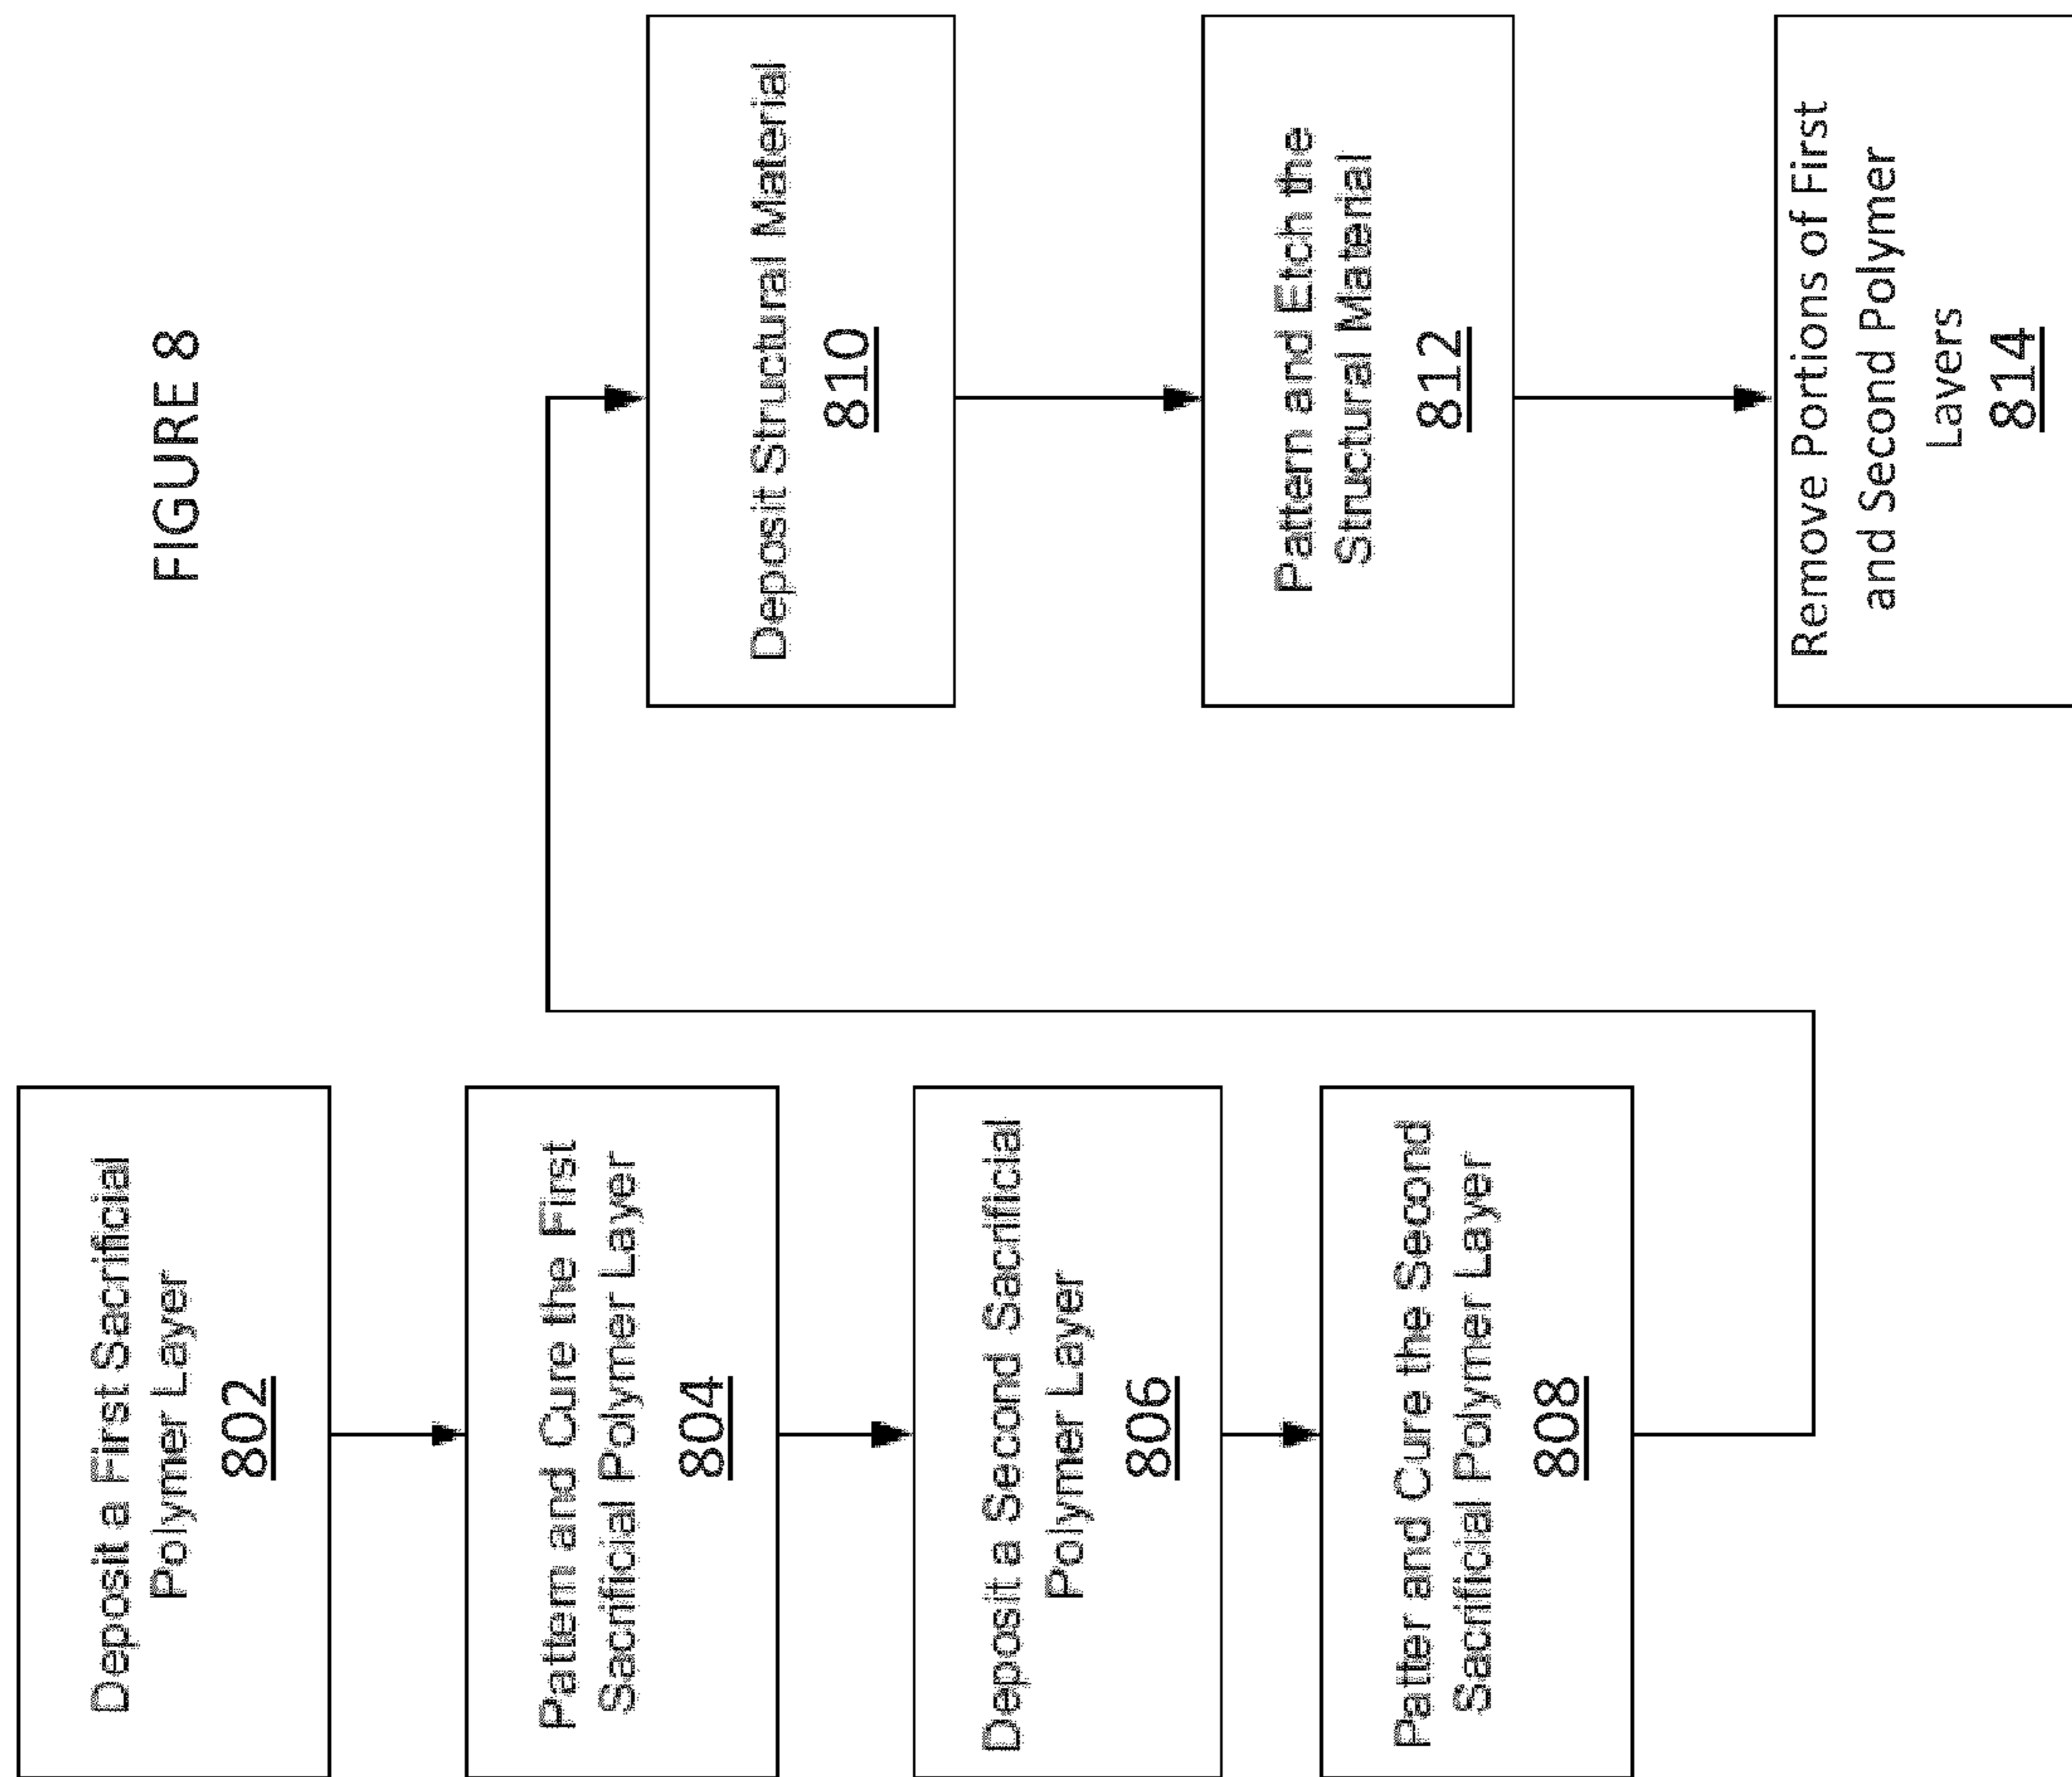 FIGURE 8
Deposit a First Sacrificial
Polymer Layer
802
Pattern and Cure the First
Sacrificial Polymer Layer
804
Deposit a Second Sacrificial
Polymer Layer
806
Patter and Cure the Second
Sacrificial Polymer Layer
808
Deposit Structural Material
810
Pattern and Etch the
Structural Material
812
Remove Portions of First
and Second Polymer
Layers
814